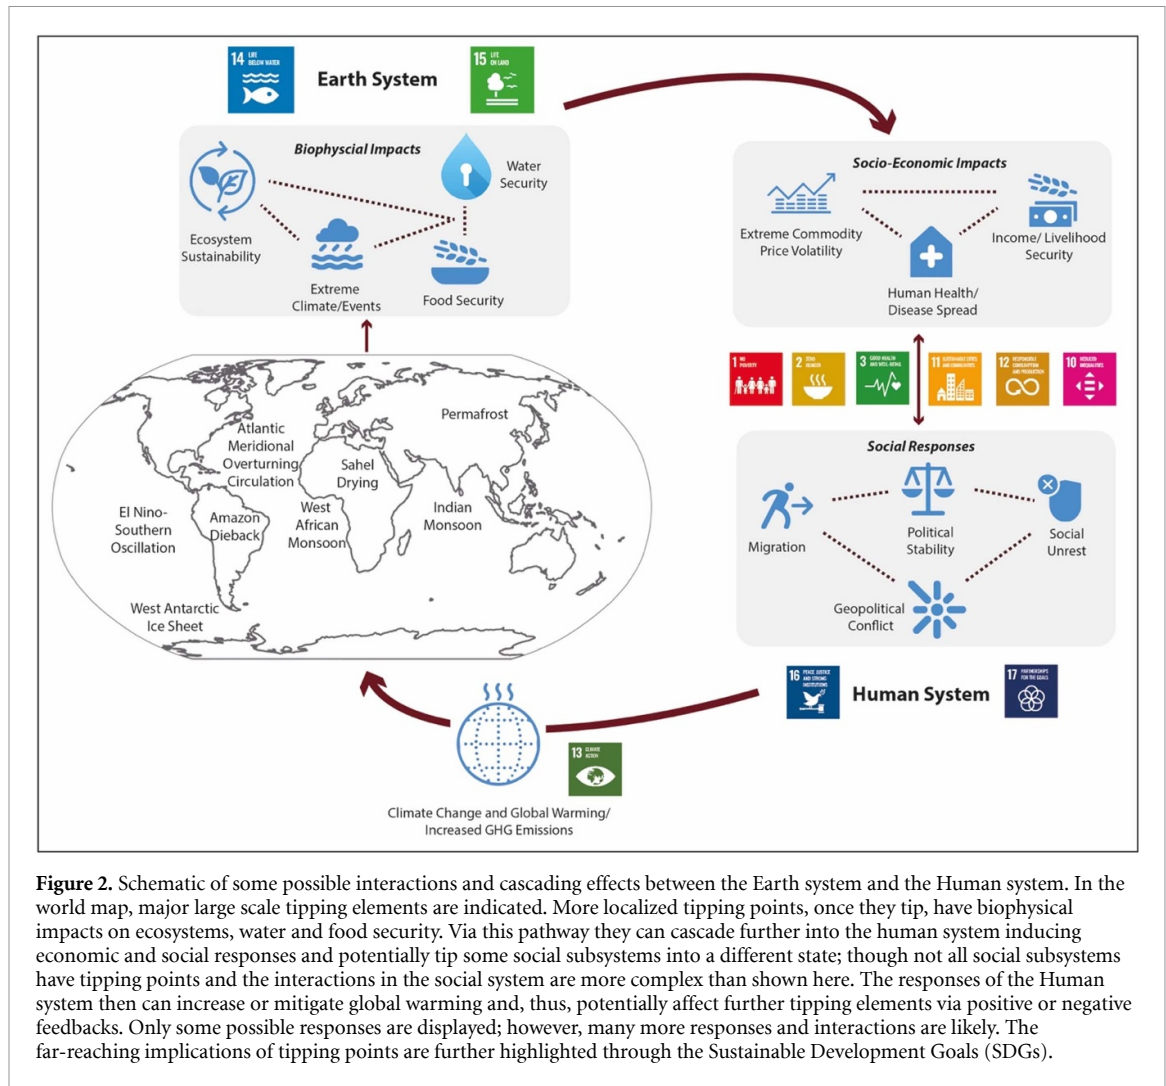 14 LIFE
BELOW WATER
Earth System
15 LIFE
ON LAND
Biophyscial Impacts
Water
Security
Ecosystem
Sustainability
Extreme
Climate/Events
Food Security
Socio-Economic Impacts
Extreme Commodity
Price Volatility
Income/ Livelihood
Security
Human Health/
Disease Spread
1 NO
POVERTY
2 ZERO
HUNGER
3 GOOD HEALTH
AND WELL-BEING
11 SUSTAINABLE CITIES
AND COMMUNITIES
12 RESPONSIBLE
CONSUMPTION
AND PRODUCTION
10 REDUCED
INEQUALITIES
Social Responses
Migration
Political
Stability
Social
Unrest
Geopolitical
Conflict
Permafrost
Atlantic
Meridional
Overturning
Circulation
Sahel
Drying
El Nino-
Southern
Oscillation
Amazon
Dieback
West
African
Monsoon
Indian
Monsoon
West Antarctic
Ice Sheet
16 PEACE, JUSTICE
AND STRONG
INSTITUTIONS
Human System
17 PARTNERSHIPS
FOR THE GOALS
13 CLIMATE
ACTION
Climate Change and Global Warming/
Increased GHG Emissions
Figure 2. Schematic of some possible interactions and cascading effects between the Earth system and the Human system. In the
world map, major large scale tipping elements are indicated. More localized tipping points, once they tip, have biophysical
impacts on ecosystems, water and food security. Via this pathway they can cascade further into the human system inducing
economic and social responses and potentially tip some social subsystems into a different state; though not all social subsystems
have tipping points and the interactions in the social system are more complex than shown here. The responses of the Human
system then can increase or mitigate global warming and, thus, potentially affect further tipping elements via positive or negative
feedbacks. Only some possible responses are displayed; however, many more responses and interactions are likely. The
far-reaching implications of tipping points are further highlighted through the Sustainable Development Goals (SDGs).